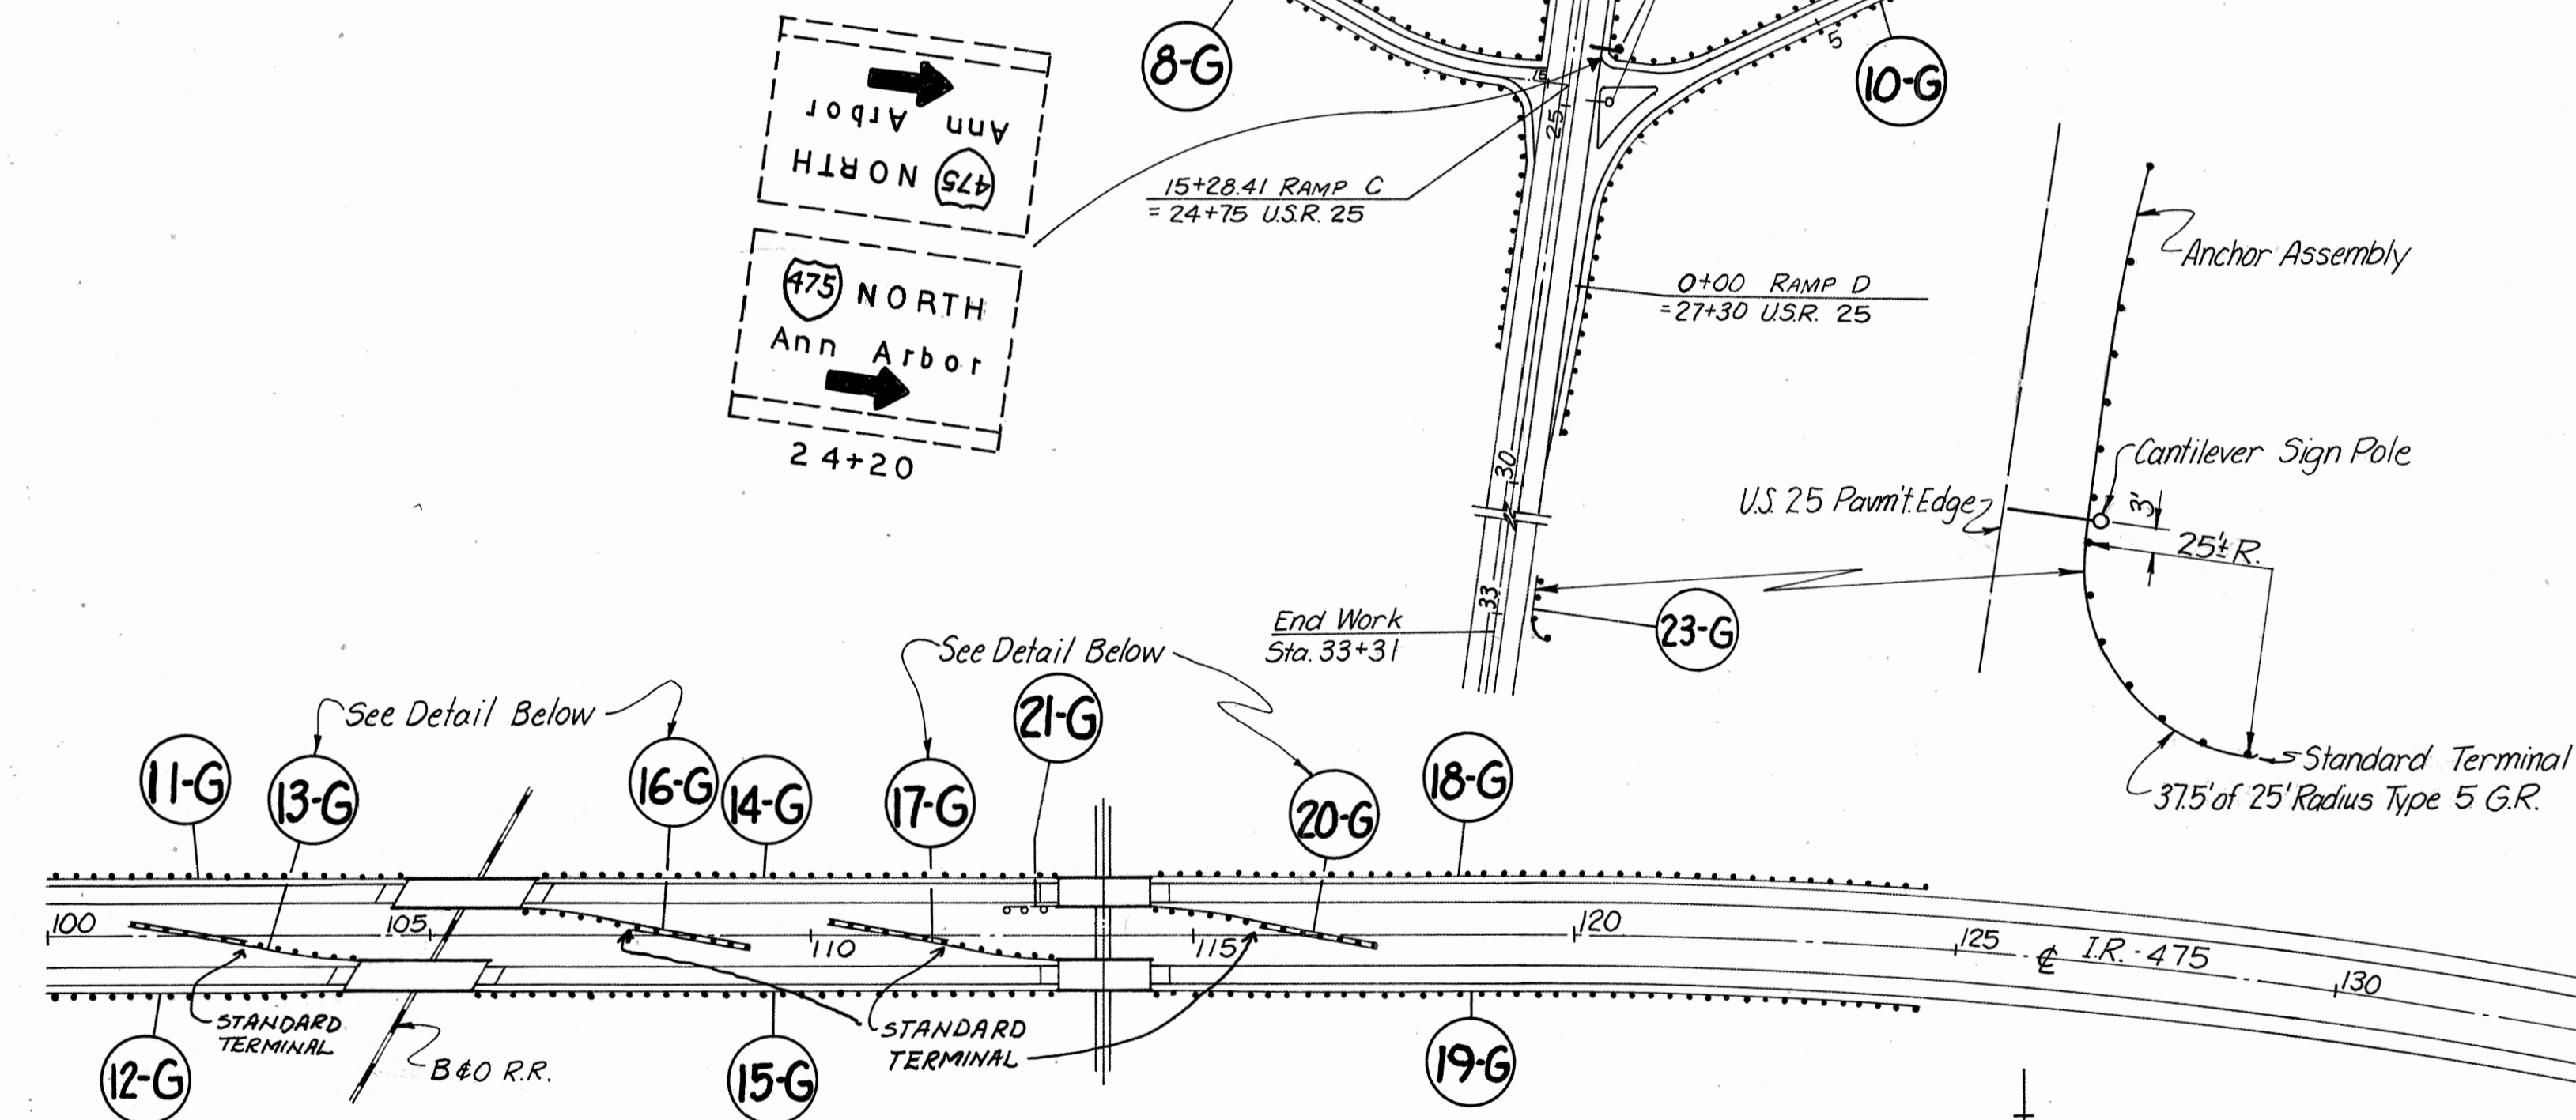 8-G
10-G
5
15
25
Ann Arbor
475 NORTH
15+28.41 RAMP C
= 24+75 U.S.R. 25
475 NORTH
Ann Arbor
24+20
0+00 RAMP D
=27+30 U.S.R. 25
30
33
End Work
Sta. 33+31
23-G
Anchor Assembly
Cantilever Sign Pole
U.S. 25 Pavm't. Edge
3'
25'± R.
Standard Terminal
37.5' of 25' Radius Type 5 G.R.
See Detail Below
See Detail Below
21-G
11-G
13-G
16-G
14-G
17-G
20-G
18-G
100
105
110
115
120
125
℄ I.R.-475
130
STANDARD
TERMINAL
STANDARD
TERMINAL
B&O R.R.
12-G
15-G
19-G